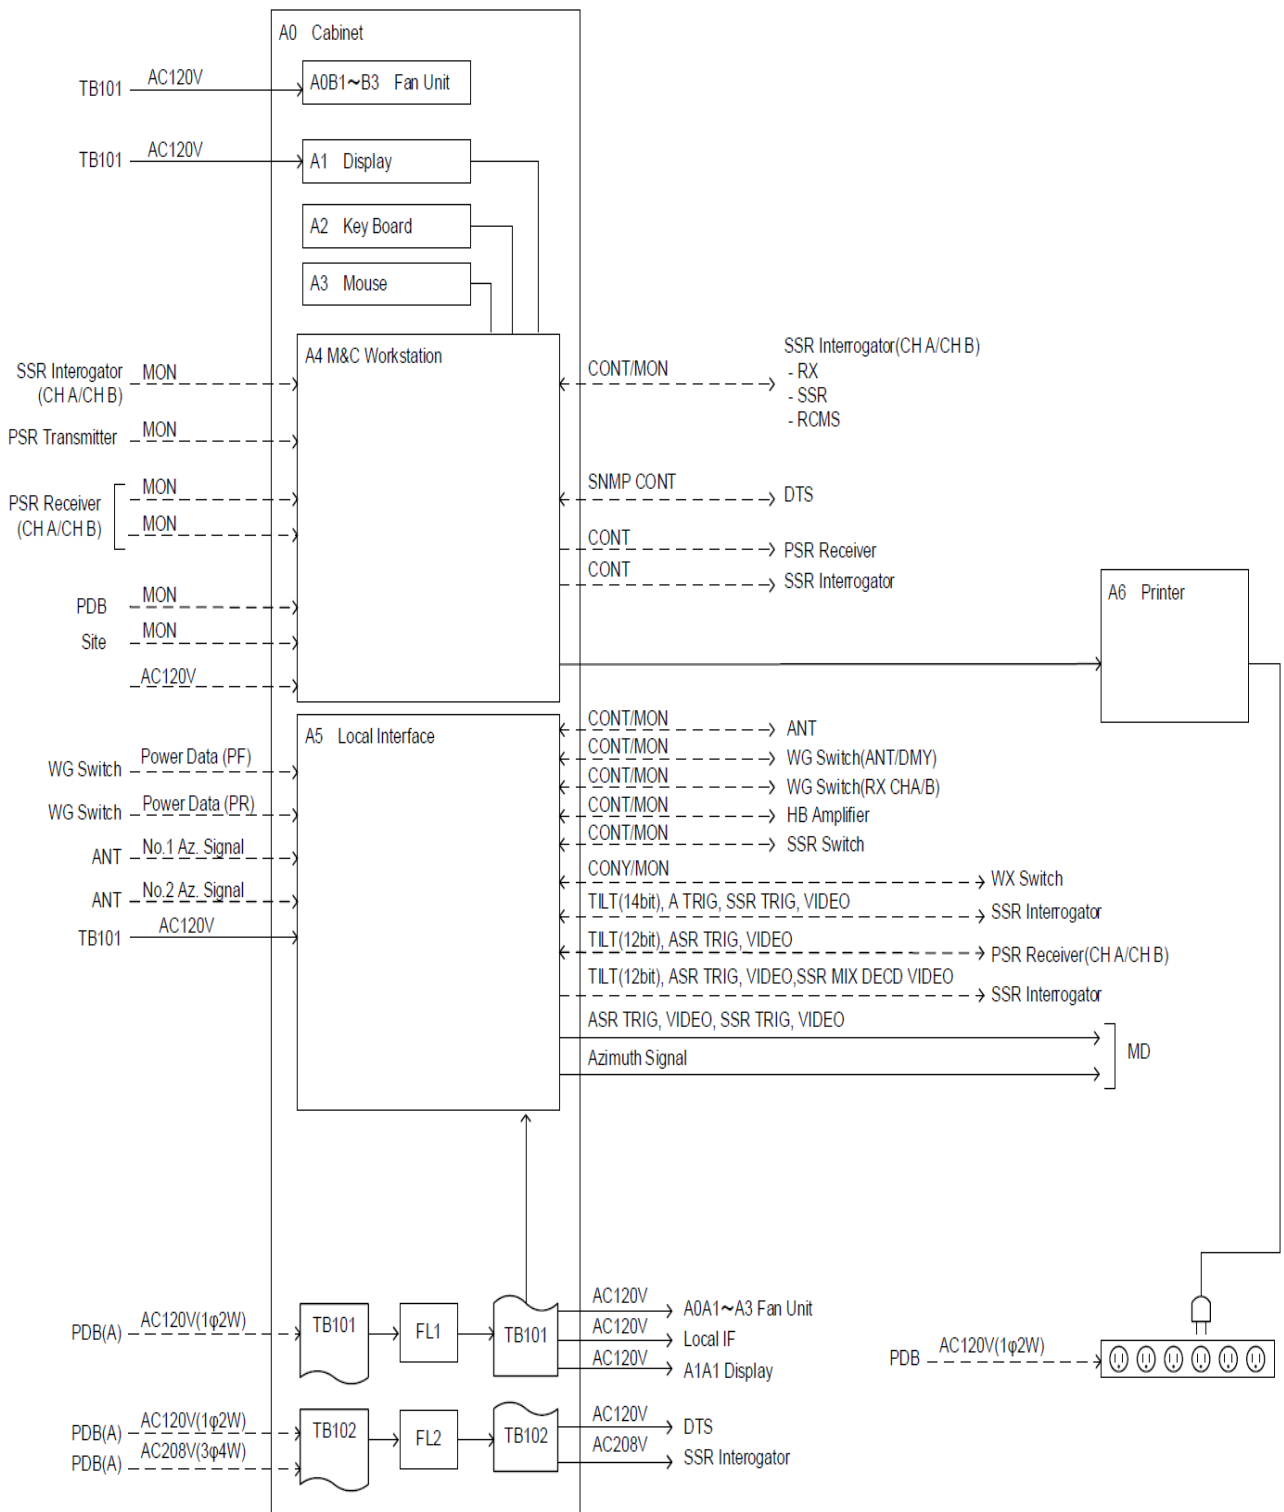 A0 Cabinet
TB101
AC120V
A0B1~B3 Fan Unit
TB101
AC120V
A1 Display
A2 Key Board
A3 Mouse
A4 M&C Workstation
SSR Interogator
(CH A/CH B)
MON
PSR Transmitter
MON
PSR Receiver
(CH A/CH B)
MON
MON
PDB
MON
Site
MON
AC120V
CONT/MON
SSR Interrogator(CH A/CH B)
- RX
- SSR
- RCMS
SNMP CONT
DTS
CONT
PSR Receiver
CONT
SSR Interrogator
A6 Printer
A5 Local Interface
WG Switch
Power Data (PF)
WG Switch
Power Data (PR)
ANT
No.1 Az. Signal
ANT
No.2 Az. Signal
TB101
AC120V
CONT/MON
ANT
CONT/MON
WG Switch(ANT/DMY)
CONT/MON
WG Switch(RX CHA/B)
CONT/MON
HB Amplifier
CONT/MON
SSR Switch
CONY/MON
WX Switch
TILT(14bit), A TRIG, SSR TRIG, VIDEO
SSR Interrogator
TILT(12bit), ASR TRIG, VIDEO
PSR Receiver(CH A/CH B)
TILT(12bit), ASR TRIG, VIDEO,SSR MIX DECD VIDEO
SSR Interrogator
ASR TRIG, VIDEO, SSR TRIG, VIDEO
Azimuth Signal
MD
PDB(A)
AC120V(1φ2W)
TB101
FL1
TB101
AC120V
A0A1~A3 Fan Unit
AC120V
Local IF
AC120V
A1A1 Display
PDB
AC120V(1φ2W)
PDB(A)
AC120V(1φ2W)
PDB(A)
AC208V(3φ4W)
TB102
FL2
TB102
AC120V
DTS
AC208V
SSR Interogator